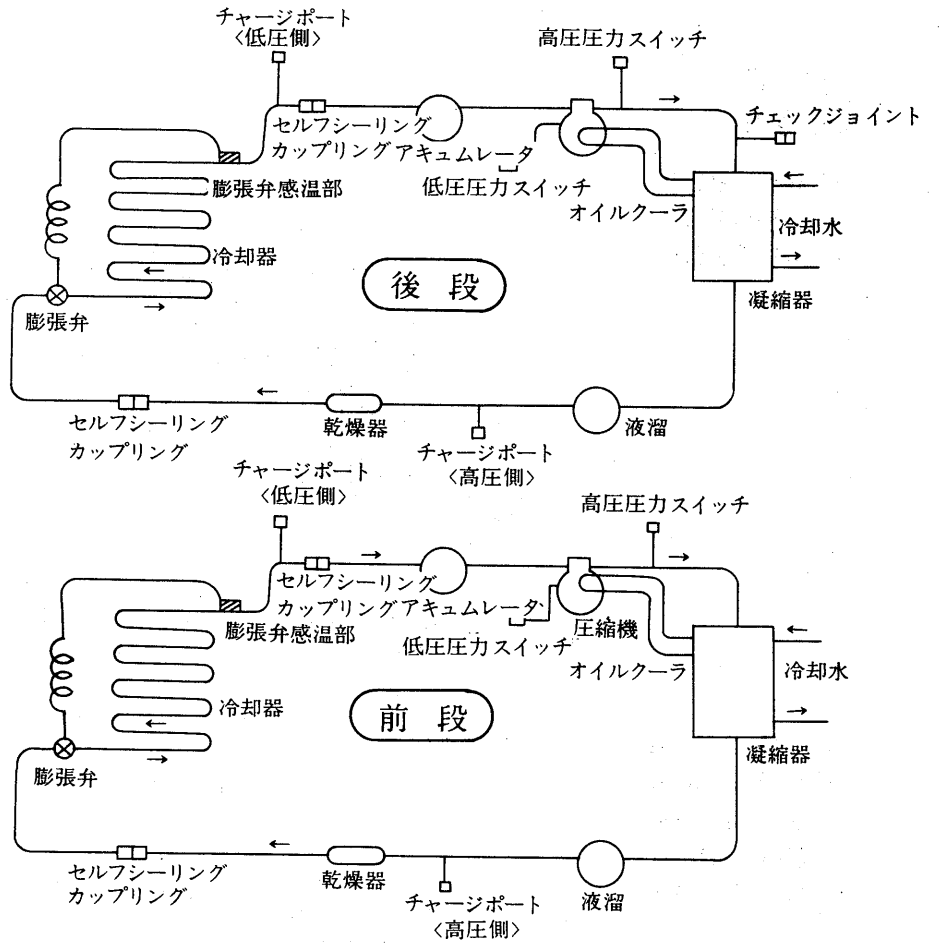 チャージポート
〈低圧側〉
高圧圧力スイッチ
チェックジョイント
セルフシーリング
カップリング
アキュムレータ
低圧圧力スイッチ
膨張弁感温部
オイルクーラ
冷却水
冷却器
後段
凝縮器
膨張弁
セルフシーリング
カップリング
乾燥器
チャージポート
〈高圧側〉
液溜
チャージポート
〈低圧側〉
高圧圧力スイッチ
セルフシーリング
カップリング
アキュムレータ
膨張弁感温部
低圧圧力スイッチ
圧縮機
オイルクーラ
冷却水
冷却器
前段
凝縮器
膨張弁
セルフシーリング
カップリング
乾燥器
チャージポート
〈高圧側〉
液溜